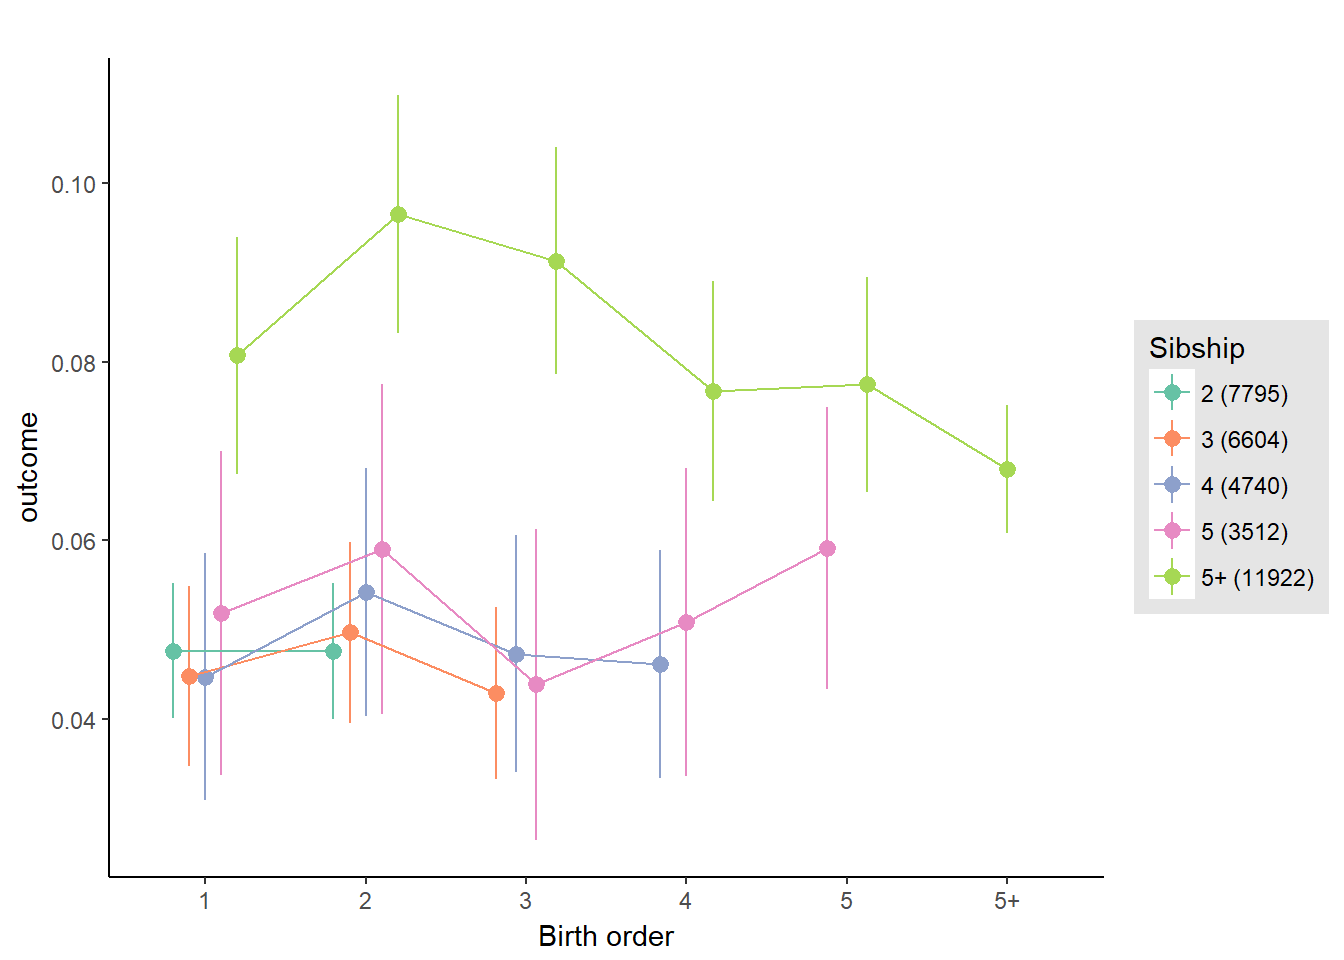 0.10
0.08
0.06
0.04
outcome
1 2 3 4 5 5+
Birth order
Sibship
2 (7795)
3 (6604)
4 (4740)
5 (3512)
5+ (11922)